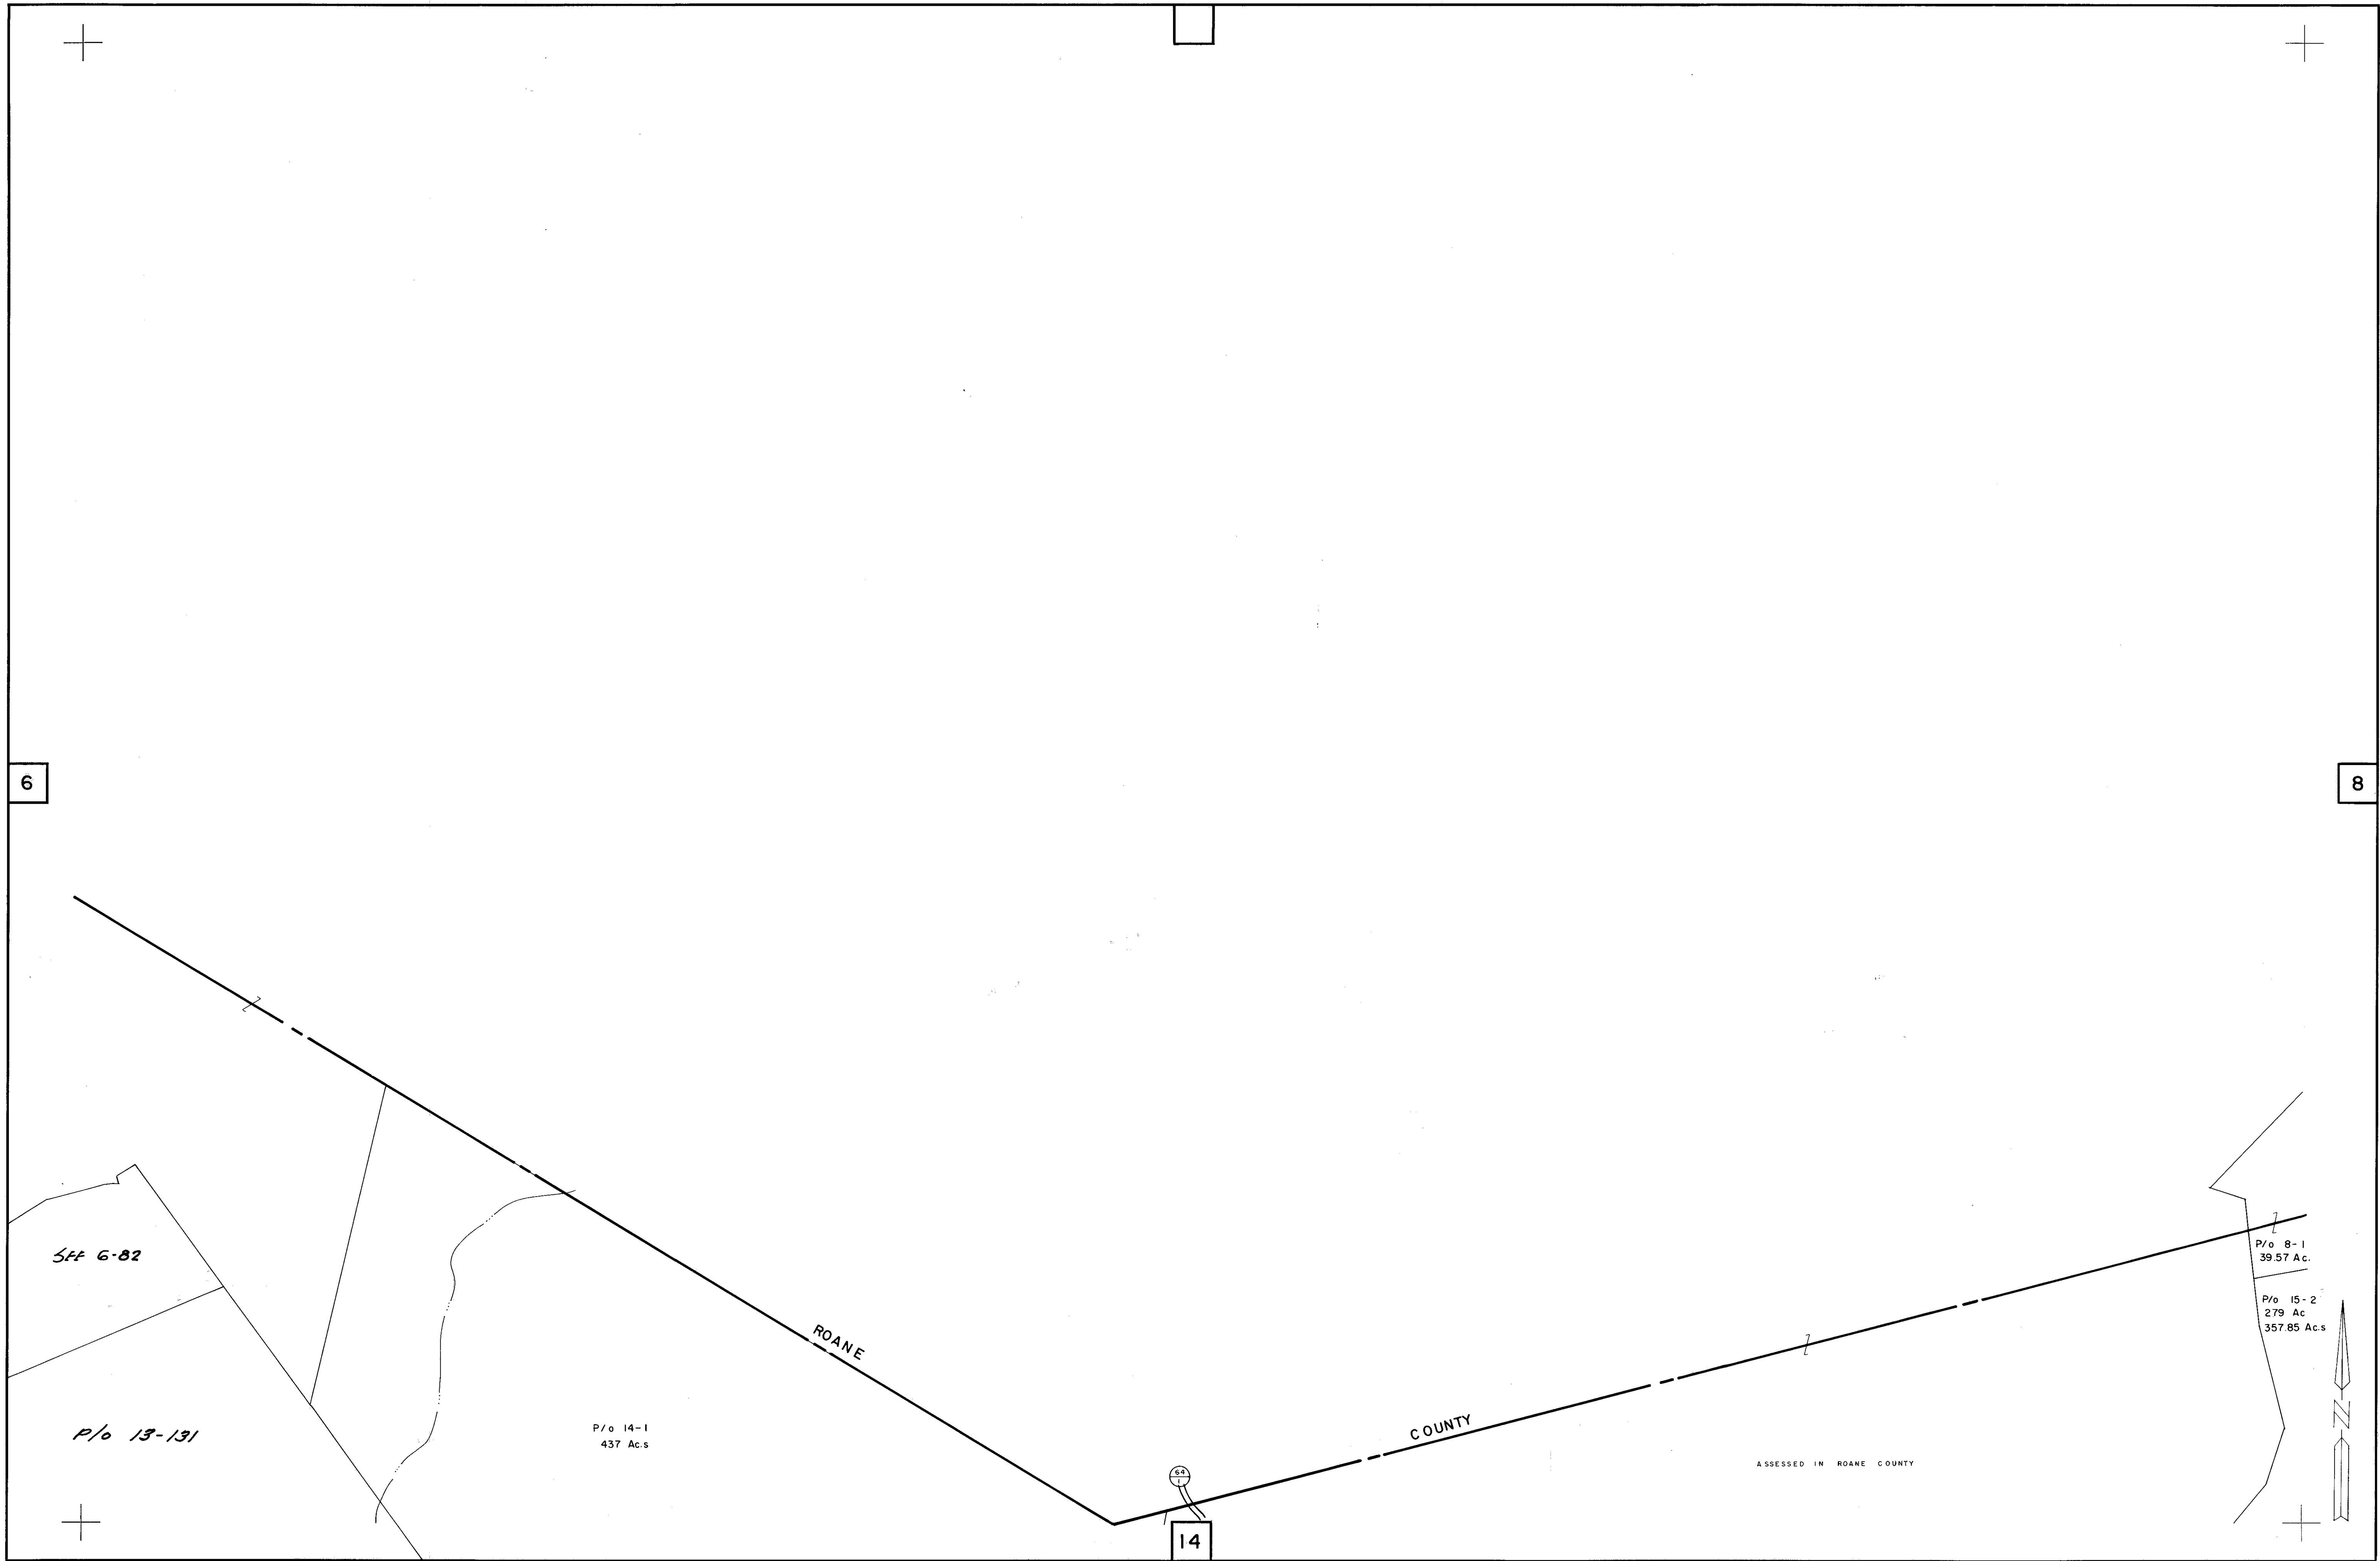 6
8
SEE 6-82
P/o 13-131
P/o 14-1
437 Ac.s
ROANE
COUNTY
64
1
14
ASSESSED IN ROANE COUNTY
P/o 8-1
39.57 Ac.
P/o 15-2
279 Ac
357.85 Ac.s
N